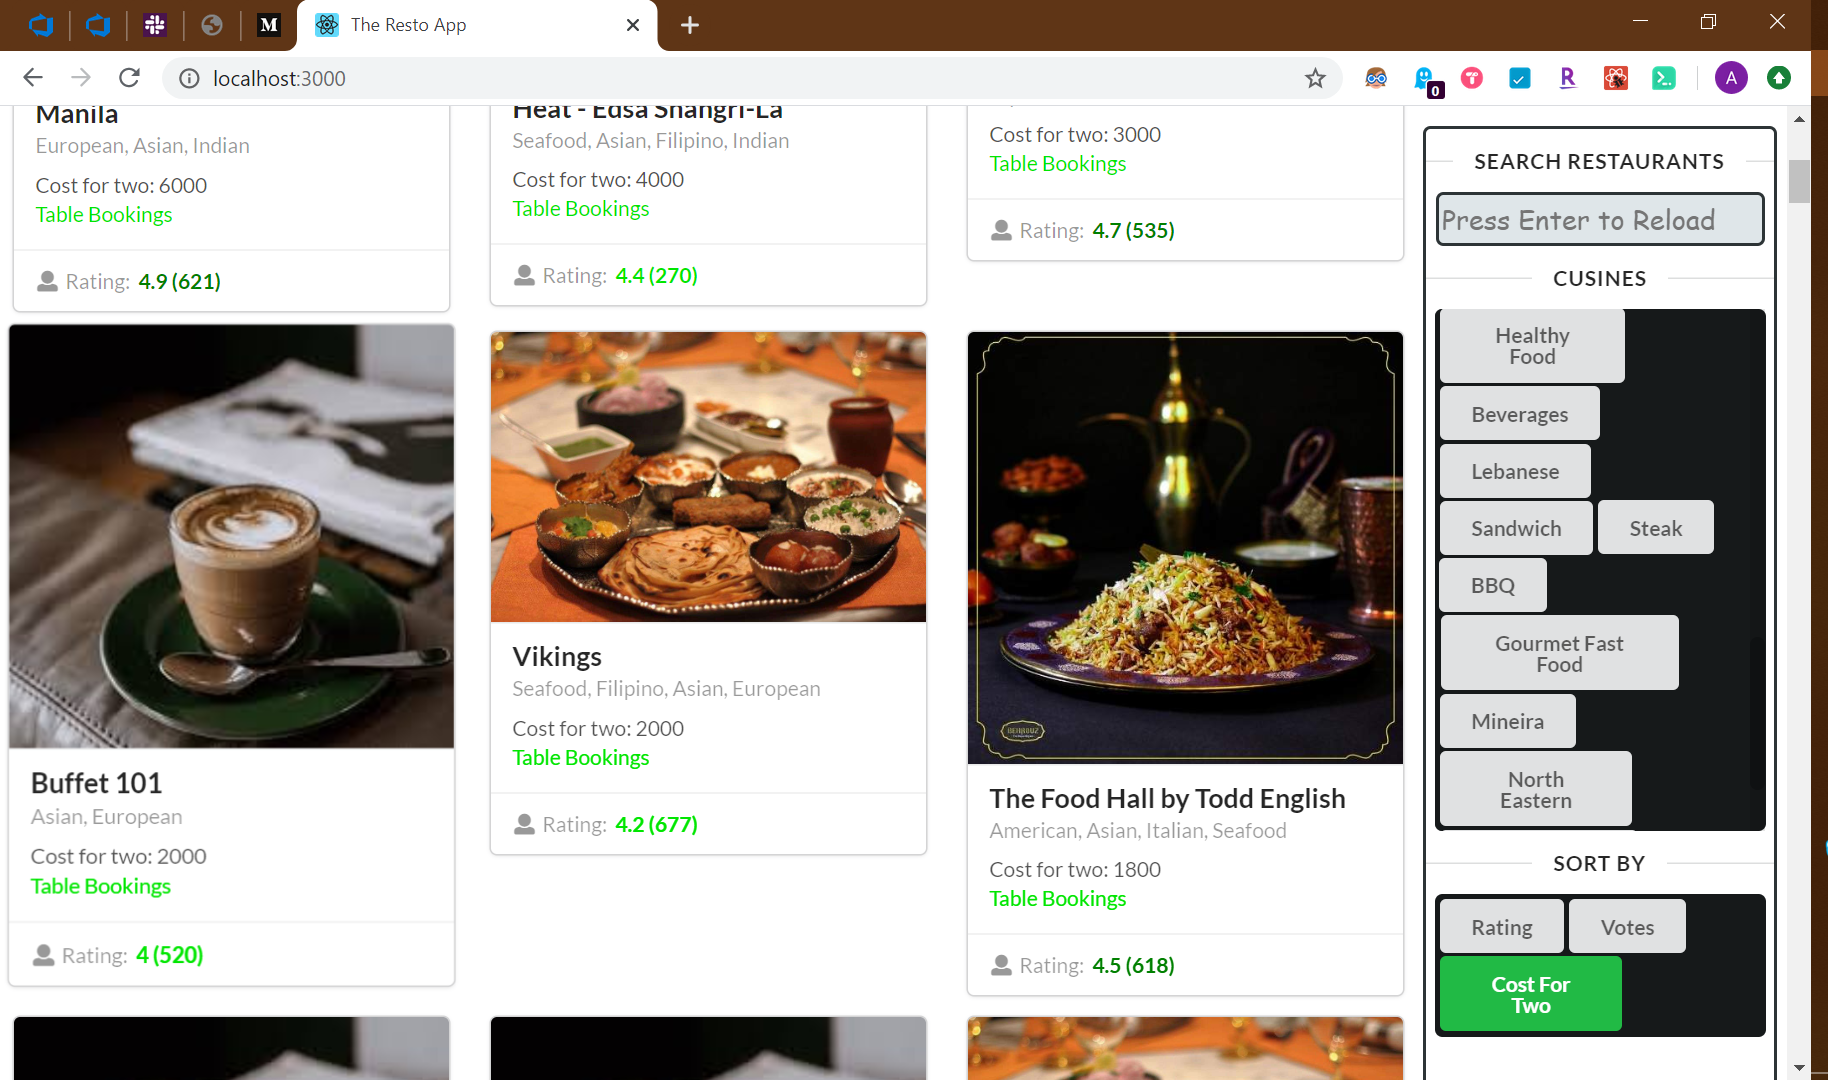 The Resto App
localhost:3000
0
A
Manila
European, Asian, Indian
Cost for two: 6000
Table Bookings
Rating: 4.9 (621)
Heat - Edsa Shangri-La
Seafood, Asian, Filipino, Indian
Cost for two: 4000
Table Bookings
Rating: 4.4 (270)
Cost for two: 3000
Table Bookings
Rating: 4.7 (535)
Buffet 101
Asian, European
Cost for two: 2000
Table Bookings
Rating: 4 (520)
Vikings
Seafood, Filipino, Asian, European
Cost for two: 2000
Table Bookings
Rating: 4.2 (677)
BEHROUZ
The Food Hall by Todd English
American, Asian, Italian, Seafood
Cost for two: 1800
Table Bookings
Rating: 4.5 (618)
SEARCH RESTAURANTS
Press Enter to Reload
CUSINES
Healthy
Food
Beverages
Lebanese
Sandwich
Steak
BBQ
Gourmet Fast
Food
Mineira
North
Eastern
SORT BY
Rating
Votes
Cost For
Two